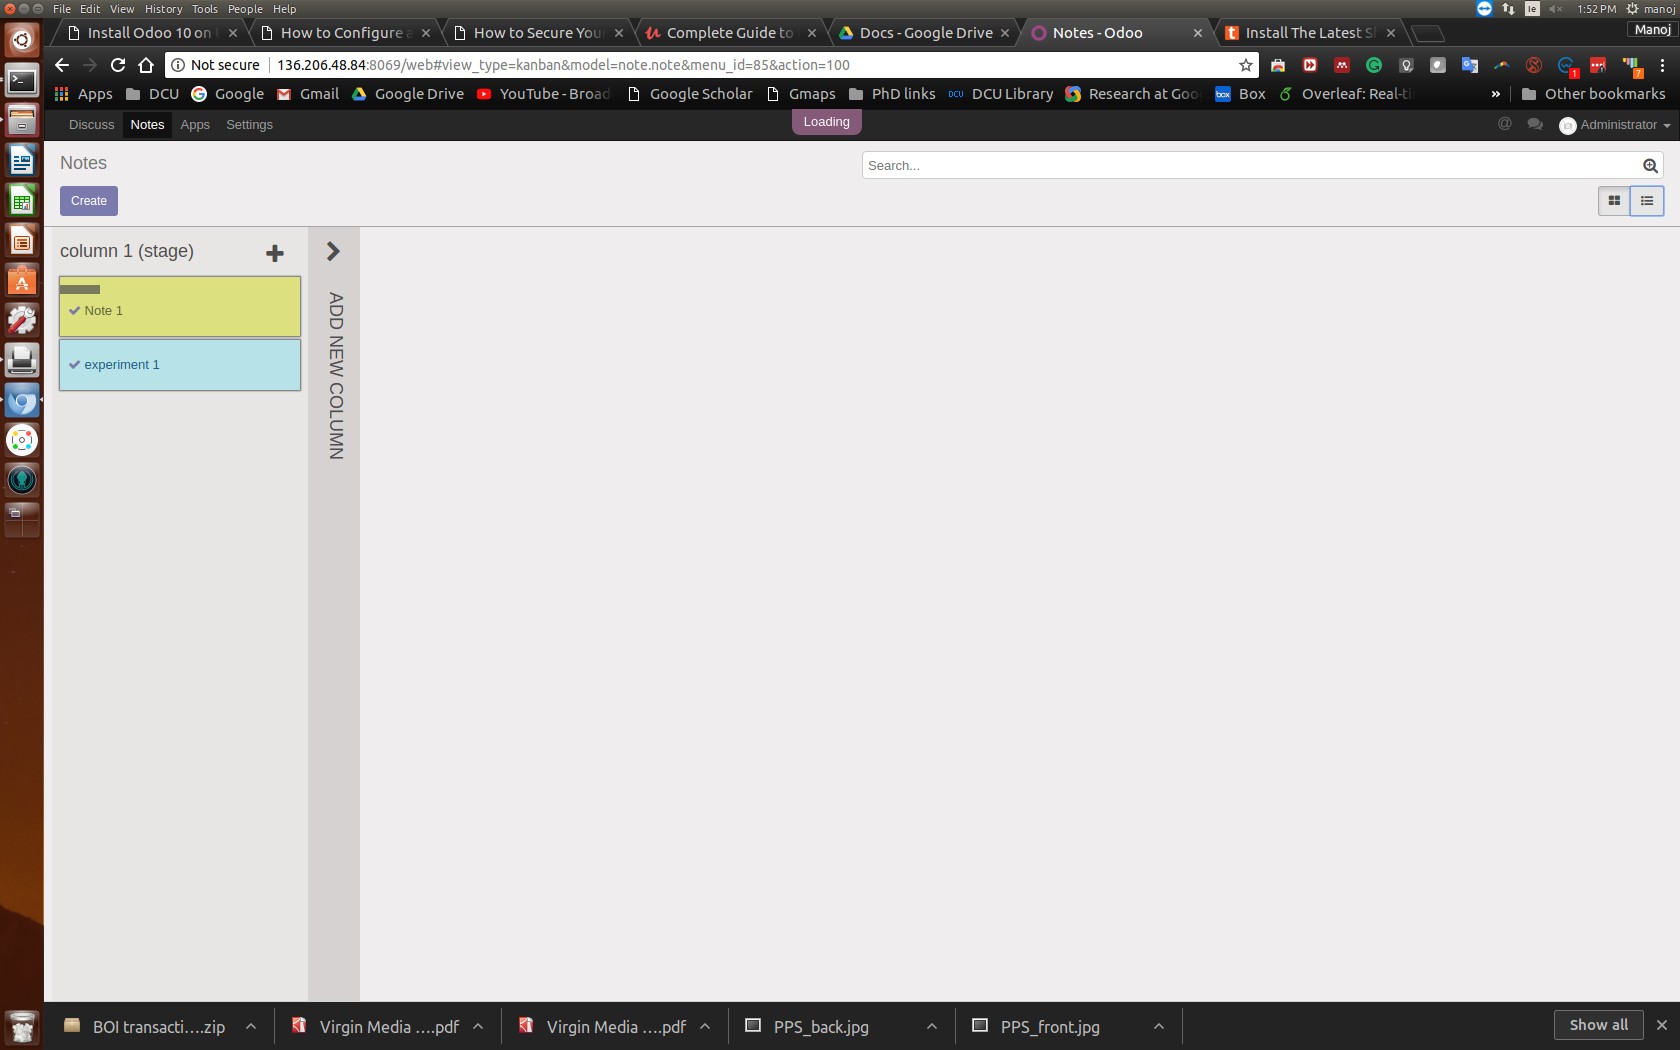 File Edit View History Tools People Help
1:52 PM manoj
Install Odoo 10 on
How to Configure a
How to Secure You
Complete Guide to
Docs - Google Drive
Notes - Odoo
Install The Latest
Manoj
Not secure 136.206.48.84:8069/web#view_type=kanban&model=note.note&menu_id=85&action=100
Apps DCU Google Gmail Google Drive YouTube - Broad Google Scholar Gmaps PhD links DCU Library Research at Goo Box Overleaf: Real-ti » Other bookmarks
Discuss Notes Apps Settings
Loading
@ Administrator
Notes
Search...
Create
column 1 (stage)
Note 1
experiment 1
ADD NEW COLUMN
BOI transacti....zip
Virgin Media ....pdf
Virgin Media ....pdf
PPS_back.jpg
PPS_front.jpg
Show all